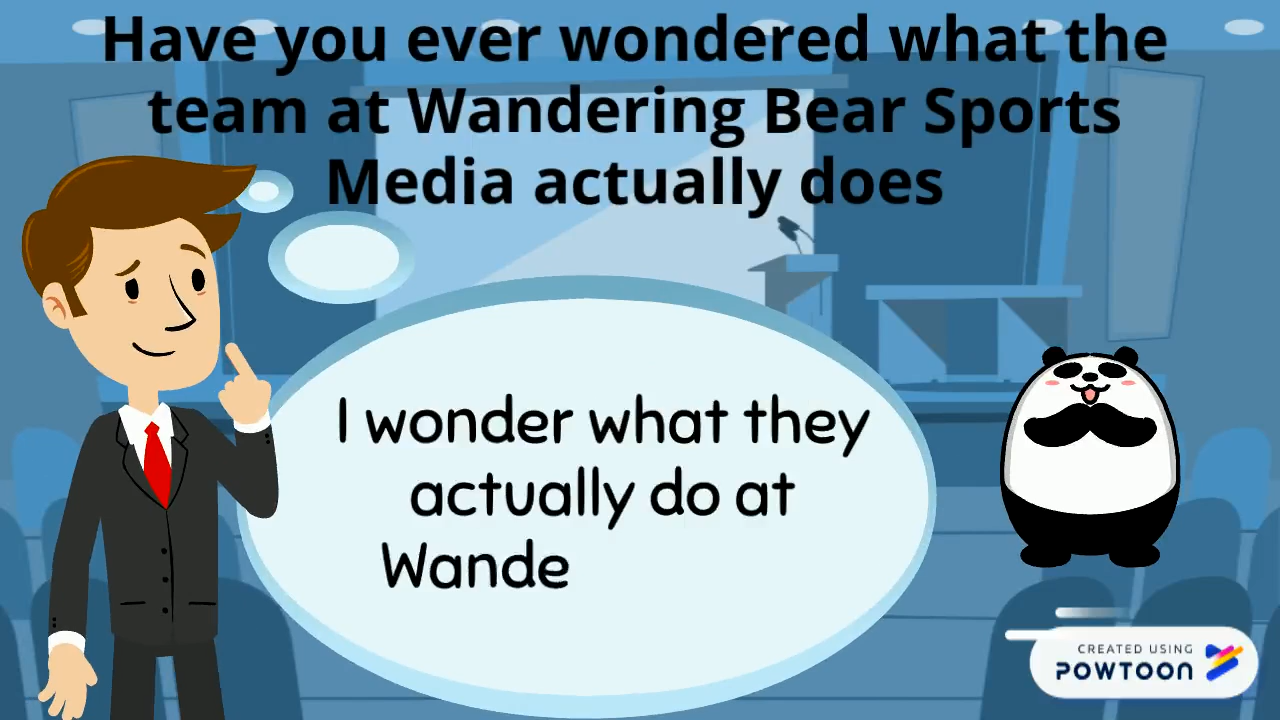 Have you ever wondered what the
team at Wandering Bear Sports
Media actually does
I wonder what they
actually do at
Wande
CREATED USING
POWTOON